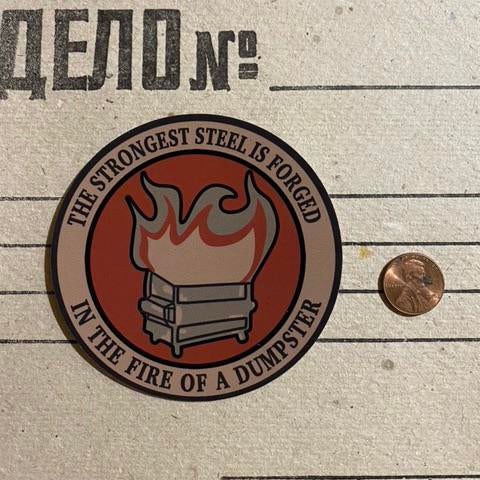 ДЕЛО №
THE STRONGEST STEEL IS FORGED
IN THE FIRE OF A DUMPSTER